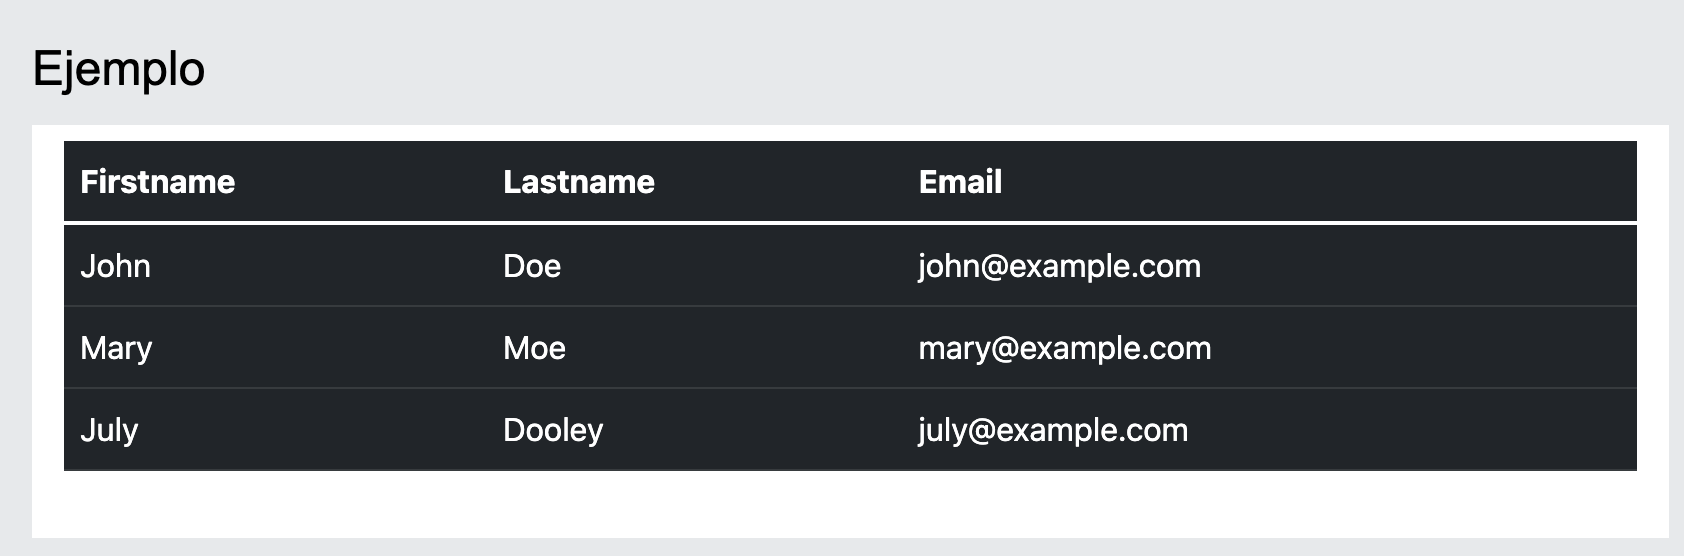 Ejemplo
Firstname Lastname Email
John Doe john@example.com
Mary Moe mary@example.com
July Dooley july@example.com